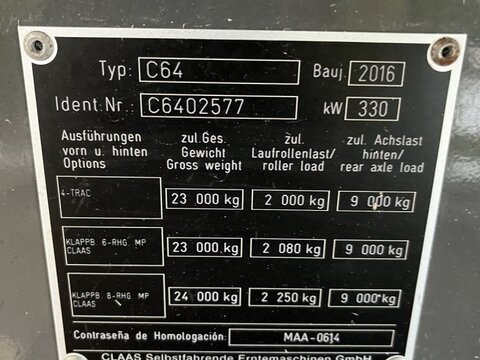 Typ: C64 Bauj. 2016
Ident.Nr.: C6402577 kW 330
Ausführungen zul.Ges. zul. zul. Achslast
vorn u. hinten Gewicht Laufrollenlast/ hinten/
Options Gross weight roller load rear axle load
4-TRAC 23 000 kg 2 000 kg 9 000 kg
KLAPPB. 6-RHG. MP
CLAAS 23 000 kg 2 080 kg 9 000 kg
KLAPPB. 8-RHG. MP
CLAAS 24 000 kg 2 250 kg 9 000 kg
Contraseña de Homologación: MAA-0614
CLAAS Selbstfahrende Erntemaschinen GmbH